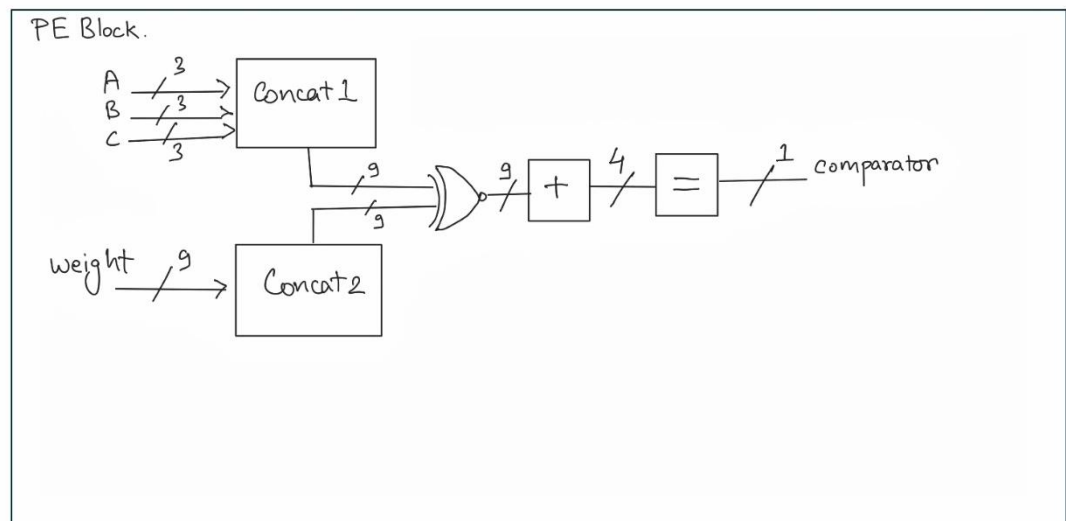 PE Block.
A 3
B 3
C 3
Concat 1
9
9
9
+
4
=
1
comparator
weight 9
Concat 2